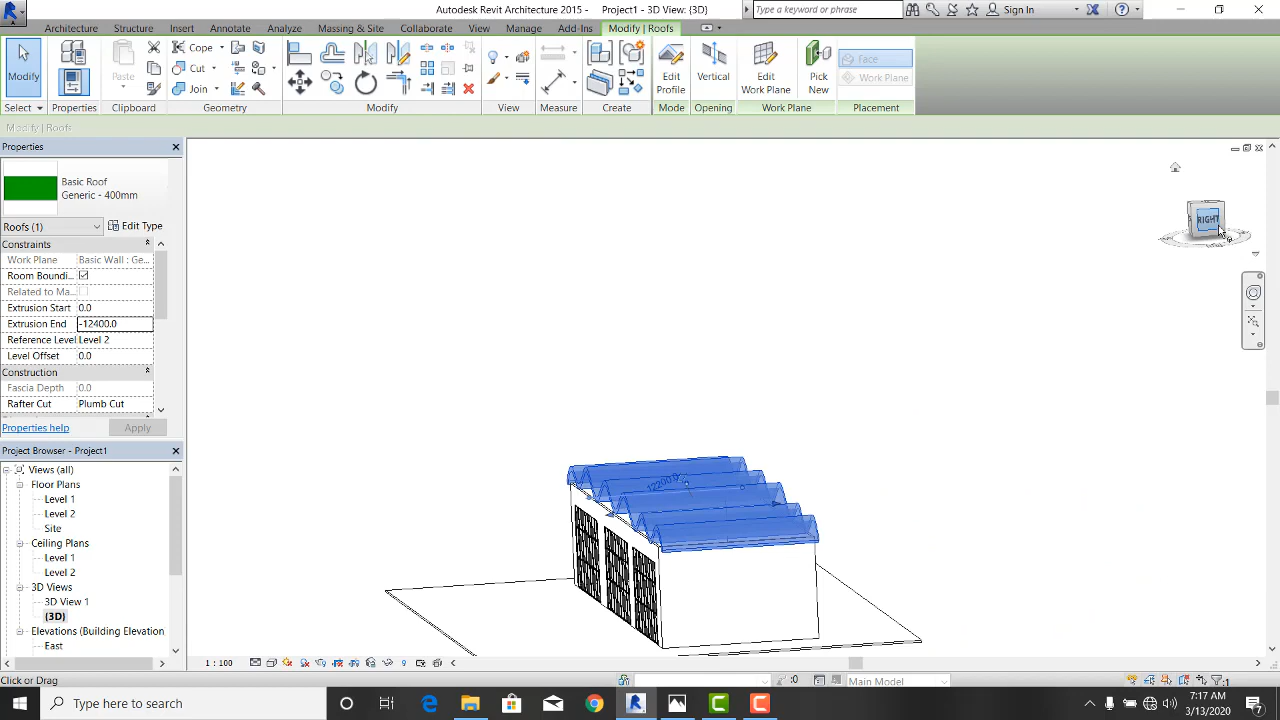 Autodesk Revit Architecture 2015 - Project1 - 3D View: {3D}
Type a keyword or phrase
Sign In
Architecture Structure Insert Annotate Analyze Massing & Site Collaborate View Manage Add-Ins Modify | Roofs
Modify
Paste
Cope
Cut
Join
Edit Profile
Vertical
Edit Work Plane
Pick New
Face
Work Plane
Select Properties Clipboard Geometry Modify View Measure Create Mode Opening Work Plane Placement
Modify | Roofs
Properties
Basic Roof
Generic - 400mm
Roofs (1)
Edit Type
Constraints
Work Plane Basic Wall : Ge...
Room Boundi...
Related to Ma...
Extrusion Start 0.0
Extrusion End -12400.0
Reference Level Level 2
Level Offset 0.0
Construction
Fascia Depth 0.0
Rafter Cut Plumb Cut
Properties help
Apply
Project Browser - Project1
Views (all)
Floor Plans
Level 1
Level 2
Site
Ceiling Plans
Level 1
Level 2
3D Views
3D View 1
{3D}
Elevations (Building Elevation
East
RIGHT
12200.0
1 : 100
Click or Drag
:0
Main Model
:1
Type here to search
7:17 AM
3/13/2020